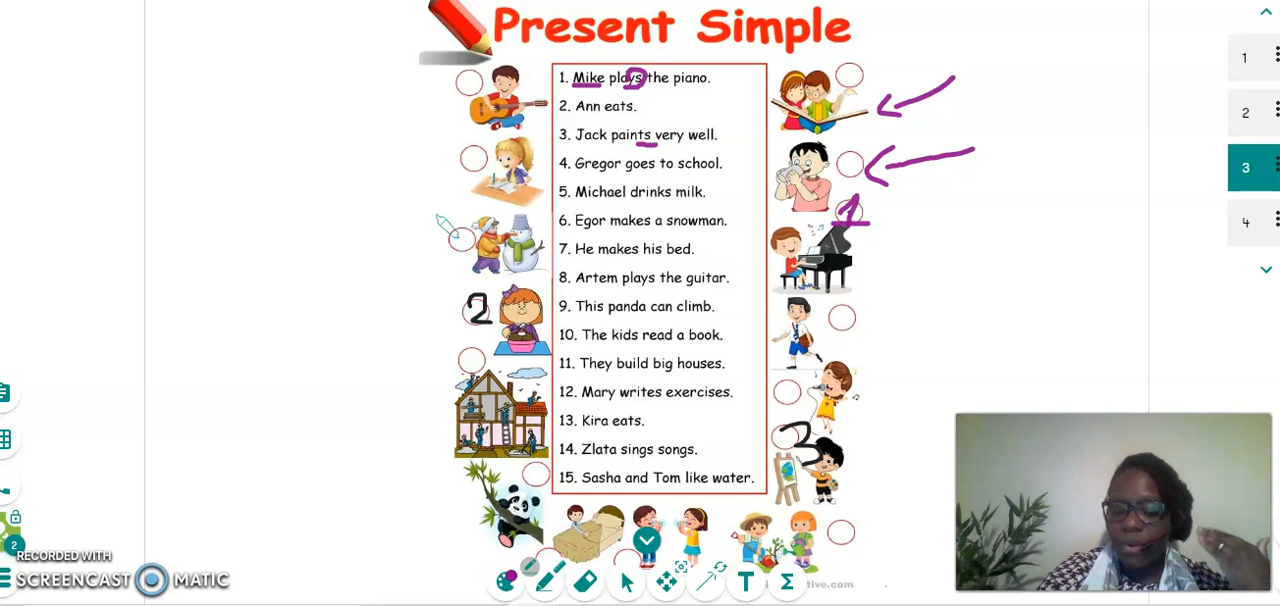 Present Simple
1. Mike plays the piano.
2. Ann eats.
3. Jack paints very well.
4. Gregor goes to school.
5. Michael drinks milk.
6. Egor makes a snowman.
7. He makes his bed.
8. Artem plays the guitar.
9. This panda can climb.
10. The kids read a book.
11. They build big houses.
12. Mary writes exercises.
13. Kira eats.
14. Zlata sings songs.
15. Sasha and Tom like water.
1
2
3
1
2
3
4
2
T
Σ
RECORDED WITH
SCREENCAST MATIC